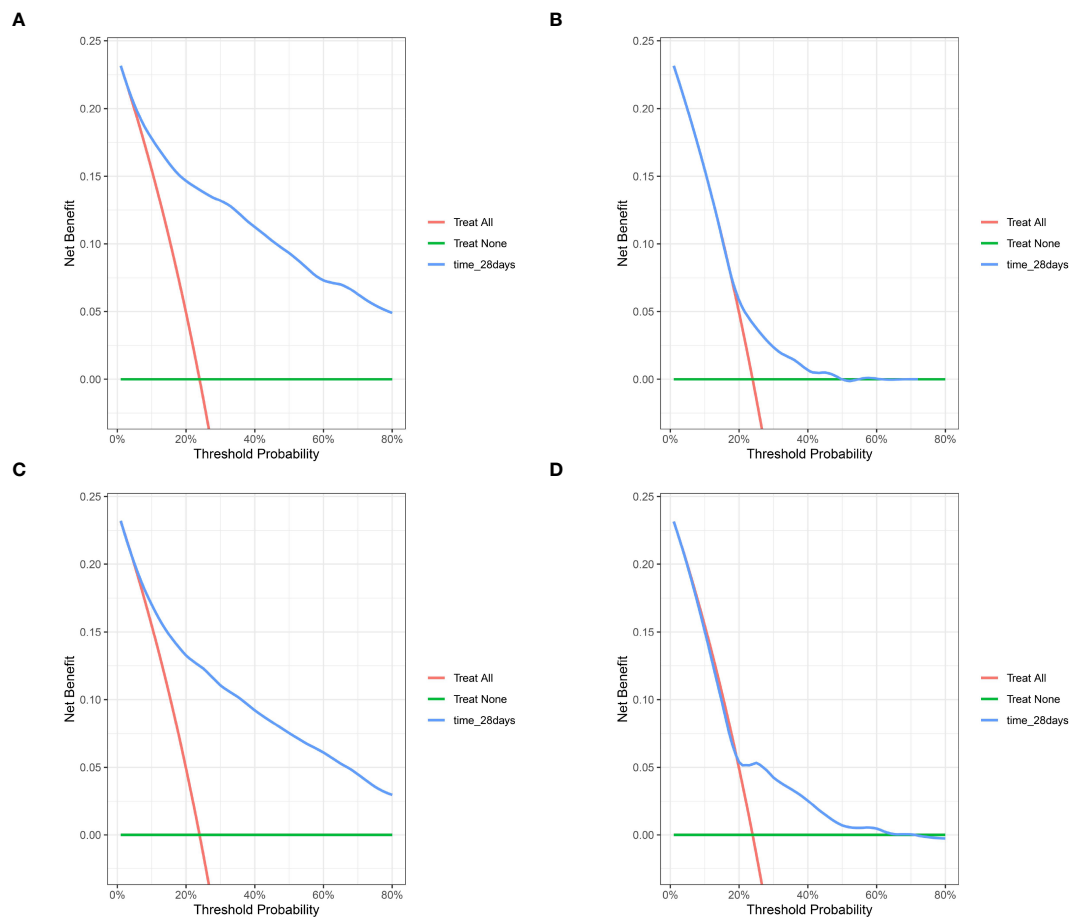 A
0.25
0.20
0.15
0.10
0.05
0.00
Net Benefit
0% 20% 40% 60% 80%
Threshold Probability
Treat All
Treat None
time_28days
B
0.25
0.20
0.15
0.10
0.05
0.00
Net Benefit
0% 20% 40% 60% 80%
Threshold Probability
Treat All
Treat None
time_28days
C
0.25
0.20
0.15
0.10
0.05
0.00
Net Benefit
0% 20% 40% 60% 80%
Threshold Probability
Treat All
Treat None
time_28days
D
0.25
0.20
0.15
0.10
0.05
0.00
Net Benefit
0% 20% 40% 60% 80%
Threshold Probability
Treat All
Treat None
time_28days